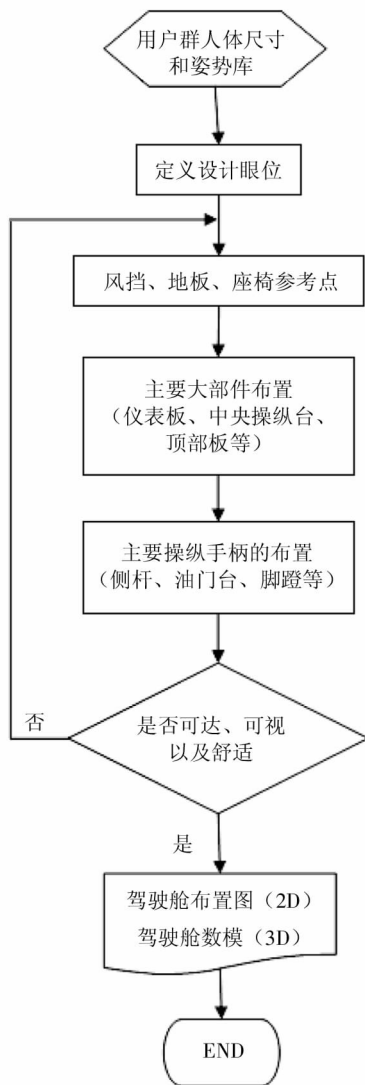 用户群人体尺寸
和姿势库
定义设计眼位
风挡、地板、座椅参考点
主要大部件布置
（仪表板、中央操纵台、
顶部板等）
主要操纵手柄的布置
（侧杆、油门台、脚蹬等）
是否可达、可视
以及舒适
否
是
驾驶舱布置图（2D）
驾驶舱数模（3D）
END